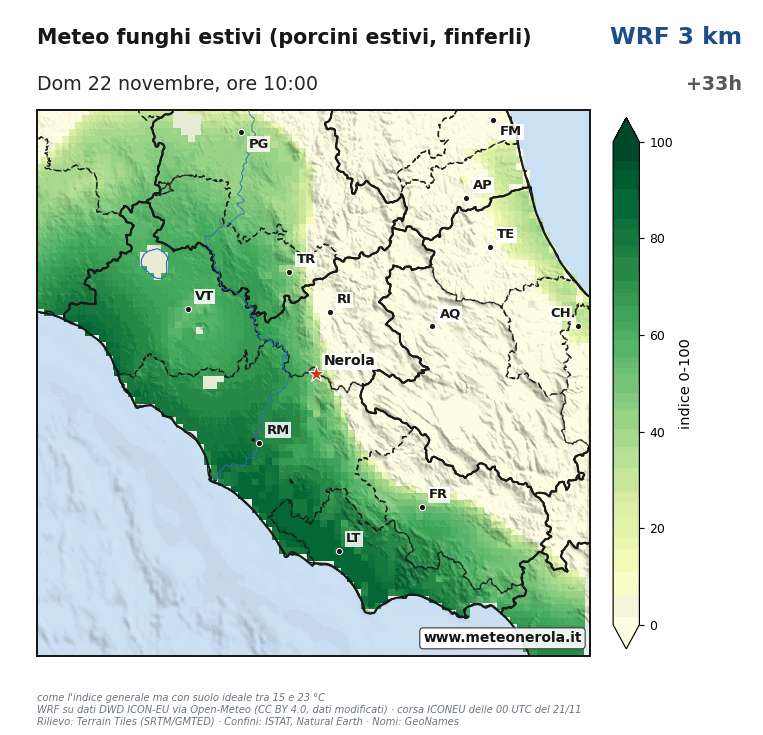 Meteo funghi estivi (porcini estivi, finferli)
WRF 3 km
Dom 22 novembre, ore 10:00
+33h
FM
PG
AP
TE
TR
VT
RI
AQ
CH
Nerola
RM
FR
LT
www.meteonerola.it
100
80
60
40
20
0
indice 0-100
come l'indice generale ma con suolo ideale tra 15 e 23 °C
WRF su dati DWD ICON-EU via Open-Meteo (CC BY 4.0, dati modificati) · corsa ICONEU delle 00 UTC del 21/11
Rilievo: Terrain Tiles (SRTM/GMTED) · Confini: ISTAT, Natural Earth · Nomi: GeoNames